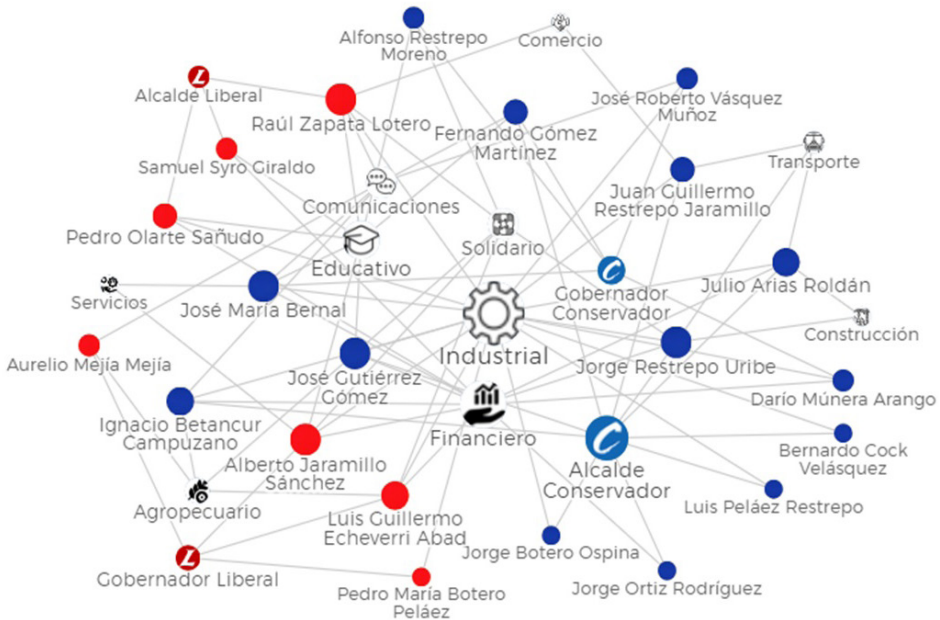 Alfonso Restrepo
Moreno
Comercio
L
Alcalde Liberal
Raúl Zapata Lotero
José Roberto Vásquez
Muñoz
Fernando Gómez
Martínez
Samuel Syro Giraldo
Transporte
Juan Guillermo
Restrepo Jaramillo
Comunicaciones
Pedro Olarte Sañudo
Solidario
Educativo
C
Gobernador
Conservador
Julio Arias Roldán
Servicios
José María Bernal
Construcción
Industrial
Aurelio Mejía Mejía
Jorge Restrepo Uribe
José Gutiérrez
Gómez
Darío Múnera Arango
Ignacio Betancur
Campuzano
Financiero
C
Alcalde
Conservador
Bernardo Cock
Velásquez
Alberto Jaramillo
Sánchez
Luis Peláez Restrepo
Agropecuario
Luis Guillermo
Echeverri Abad
Jorge Botero Ospina
L
Gobernador Liberal
Pedro María Botero
Peláez
Jorge Ortiz Rodríguez